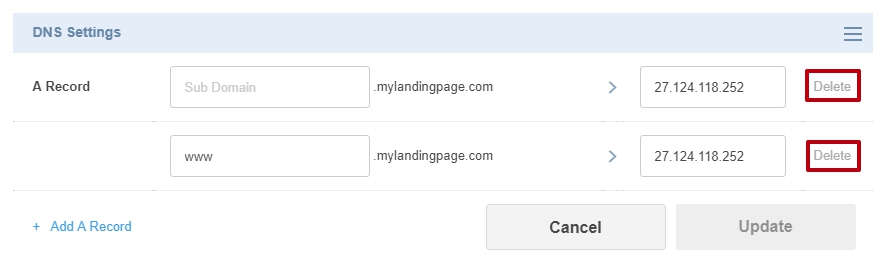 DNS Settings
A Record Sub Domain .mylandingpage.com > 27.124.118.252 Delete
www .mylandingpage.com > 27.124.118.252 Delete
+ Add A Record Cancel Update